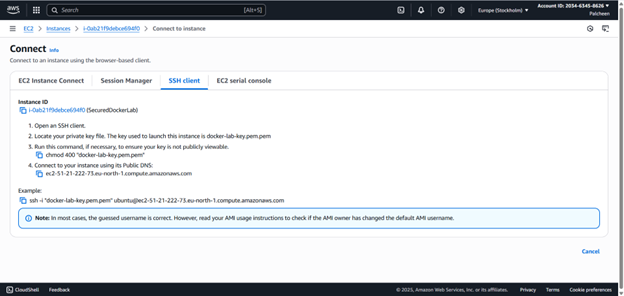 aws
Search [Alt+S]
Europe (Stockholm)
Account ID: 2034-6345-8626
Palcheen
EC2 > Instances > i-0ab21f9debce694f0 > Connect to instance
Connect Info
Connect to an instance using the browser-based client.
EC2 Instance Connect
Session Manager
SSH client
EC2 serial console
Instance ID
i-0ab21f9debce694f0 (SecuredDockerLab)
1. Open an SSH client.
2. Locate your private key file. The key used to launch this instance is docker-lab-key.pem.pem
3. Run this command, if necessary, to ensure your key is not publicly viewable.
chmod 400 "docker-lab-key.pem.pem"
4. Connect to your instance using its Public DNS:
ec2-51-21-222-73.eu-north-1.compute.amazonaws.com
Example:
ssh -i "docker-lab-key.pem.pem" ubuntu@ec2-51-21-222-73.eu-north-1.compute.amazonaws.com
Note: In most cases, the guessed username is correct. However, read your AMI usage instructions to check if the AMI owner has changed the default AMI username.
Cancel
CloudShell Feedback © 2025, Amazon Web Services, Inc. or its affiliates. Privacy Terms Cookie preferences